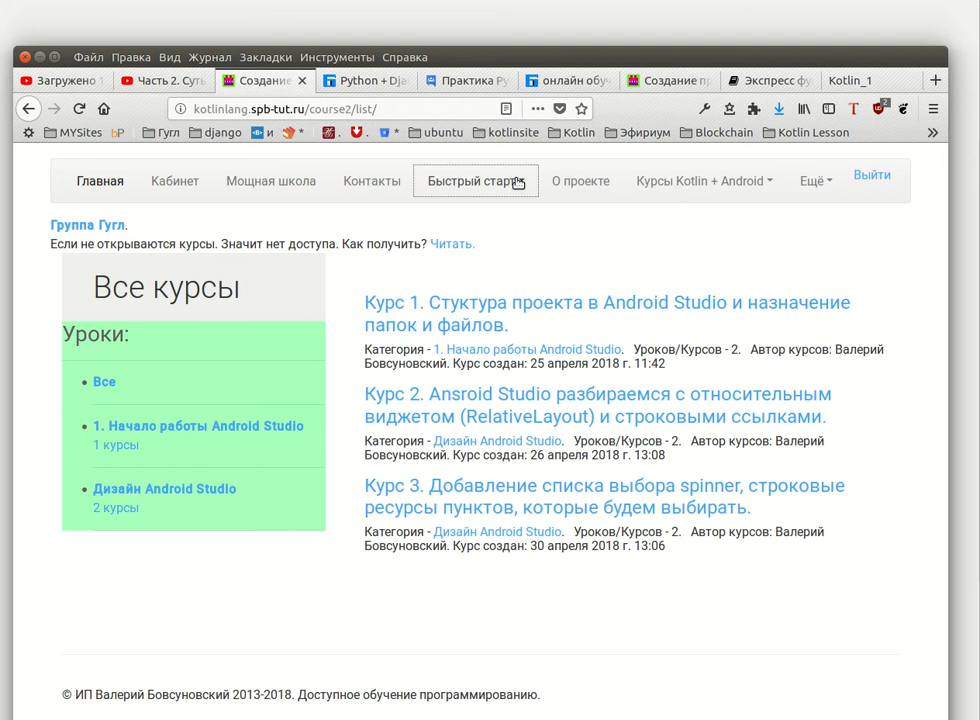 Файл Правка Вид Журнал Закладки Инструменты Справка
Загружено Часть 2. Суть Создание Python + Dja Практика Ру онлайн обуч Создание пр Экспресс фу Kotlin_1
kotlinlang.spb-tut.ru/course2/list/ 2
MYSites bP Гугл django и * . . * ubuntu kotlinsite Kotlin Эфириум Blockchain Kotlin Lesson
Главная Кабинет Мощная школа Контакты Быстрый старт О проекте Курсы Kotlin + Android Ещё Выйти
Группа Гугл.
Если не открываются курсы. Значит нет доступа. Как получить? Читать.
Все курсы
Уроки:
Все
1. Начало работы Android Studio
1 курсы
Дизайн Android Studio
2 курсы
Курс 1. Стуктура проекта в Android Studio и назначение
папок и файлов.
Категория - 1. Начало работы Android Studio. Уроков/Курсов - 2. Автор курсов: Валерий
Бовсуновский. Курс создан: 25 апреля 2018 г. 11:42
Курс 2. Ansroid Studio разбираемся с относительным
виджетом (RelativeLayout) и строковыми ссылками.
Категория - Дизайн Android Studio. Уроков/Курсов - 2. Автор курсов: Валерий
Бовсуновский. Курс создан: 26 апреля 2018 г. 13:08
Курс 3. Добавление списка выбора spinner, строковые
ресурсы пунктов, которые будем выбирать.
Категория - Дизайн Android Studio. Уроков/Курсов - 2. Автор курсов: Валерий
Бовсуновский. Курс создан: 30 апреля 2018 г. 13:06
© ИП Валерий Бовсуновский 2013-2018. Доступное обучение программированию.